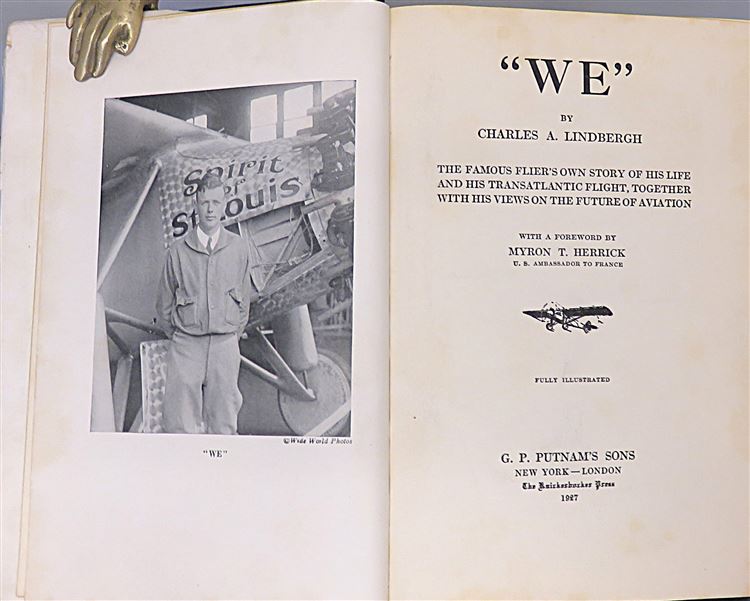 Spirit
of
St. Louis
©Wide World Photos
"WE"
"WE"
BY
CHARLES A. LINDBERGH
THE FAMOUS FLIER'S OWN STORY OF HIS LIFE
AND HIS TRANSATLANTIC FLIGHT, TOGETHER
WITH HIS VIEWS ON THE FUTURE OF AVIATION
WITH A FOREWORD BY
MYRON T. HERRICK
U. S. AMBASSADOR TO FRANCE
FULLY ILLUSTRATED
G. P. PUTNAM'S SONS
NEW YORK—LONDON
The Knickerbocker Press
1927